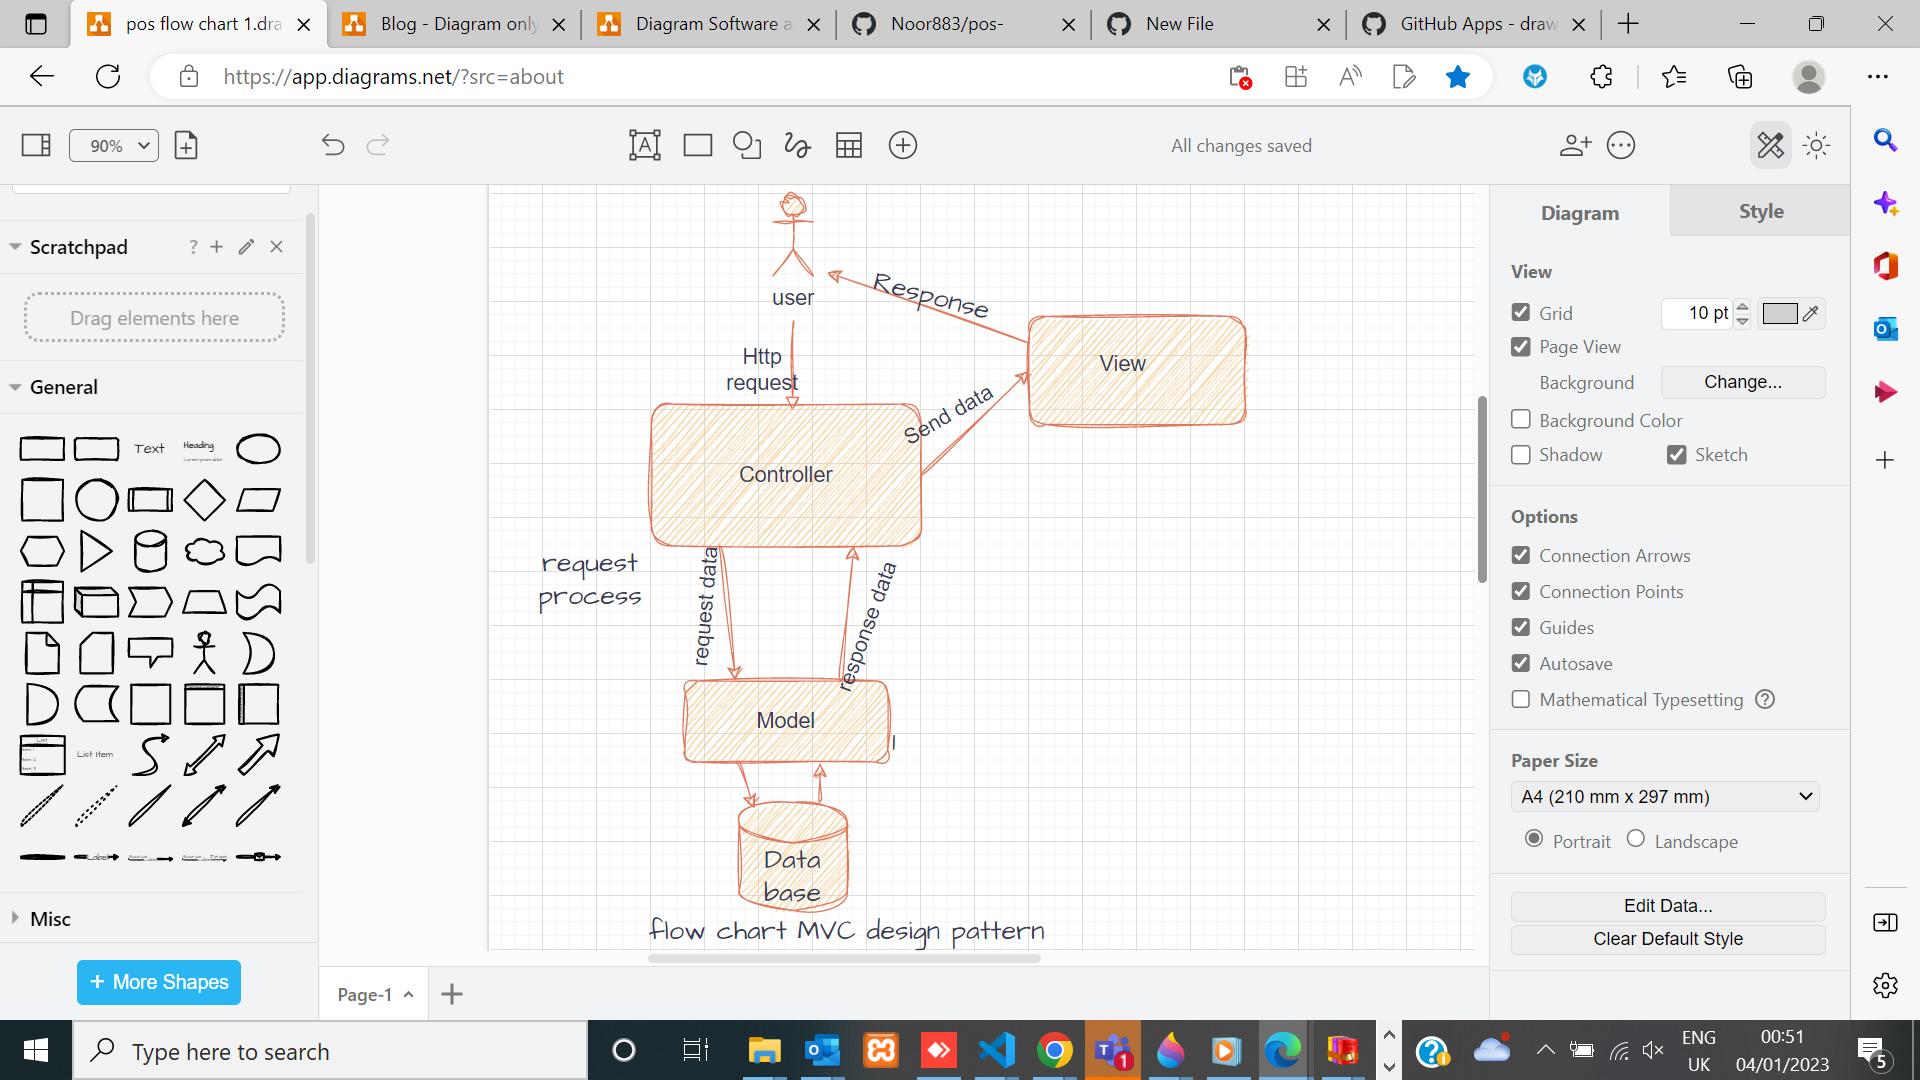 pos flow chart 1.dra
Blog - Diagram only
Diagram Software a
Noor883/pos-
New File
GitHub Apps - draw
https://app.diagrams.net/?src=about
90%
All changes saved
Scratchpad
?
Drag elements here
General
Text
Heading
List
List Item
Label
Misc
+ More Shapes
user
Response
Http
request
View
Send data
Controller
request
process
request data
response data
Model
Data
base
flow chart MVC design pattern
Page-1
Diagram
Style
View
Grid
10 pt
Page View
Background
Change...
Background Color
Shadow
Sketch
Options
Connection Arrows
Connection Points
Guides
Autosave
Mathematical Typesetting
?
Paper Size
A4 (210 mm x 297 mm)
Portrait
Landscape
Edit Data...
Clear Default Style
Type here to search
1
ENG
UK
00:51
04/01/2023
5